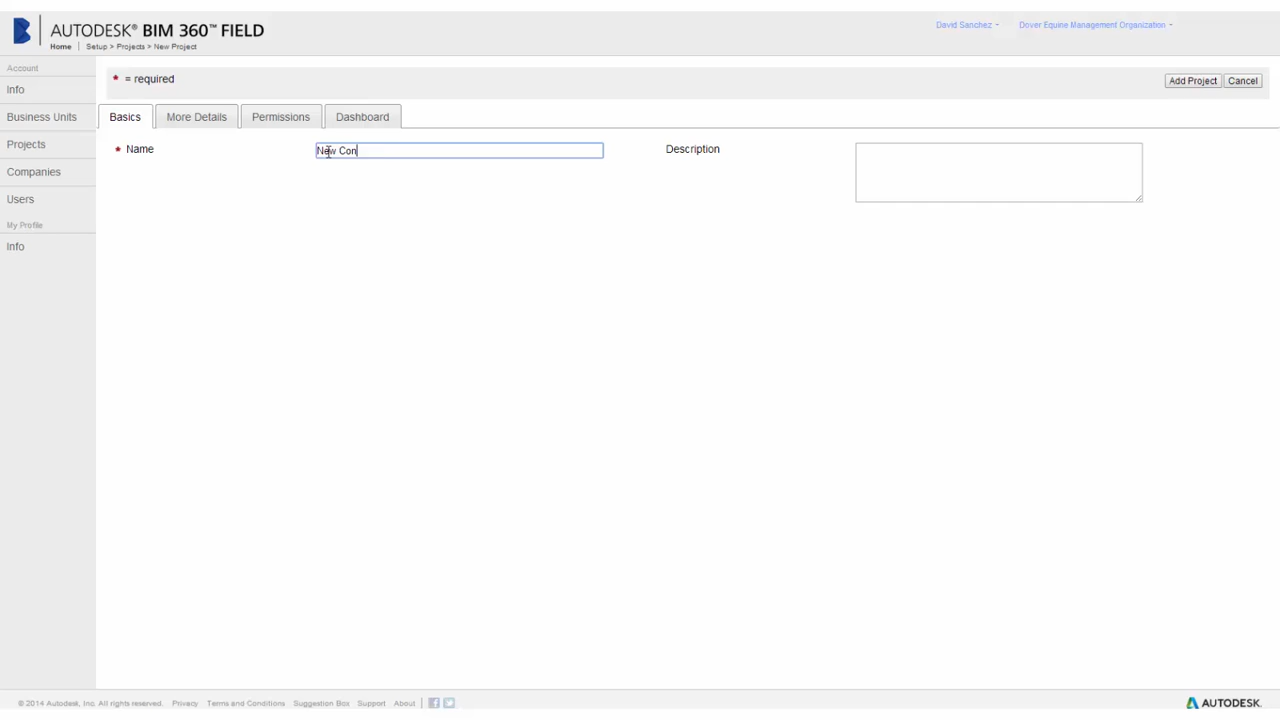 AUTODESK® BIM 360™ FIELD
David Sanchez
Dover Equine Management Organization
Home
Setup > Projects > New Project
Account
Info
Business Units
Projects
Companies
Users
My Profile
Info
* = required
Add Project
Cancel
Basics
More Details
Permissions
Dashboard
* Name
New Con
Description
© 2014 Autodesk, Inc. All rights reserved. Privacy Terms and Conditions Suggestion Box Support About
AUTODESK.